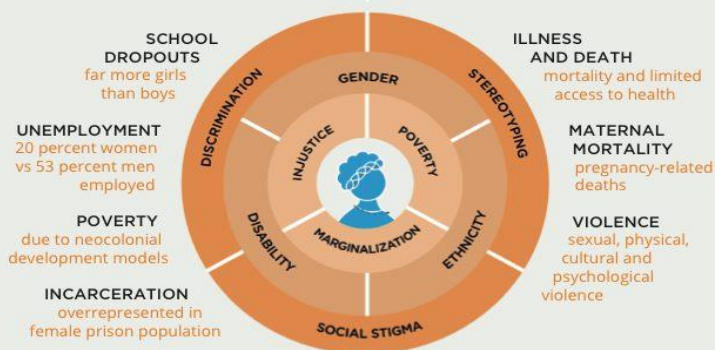 SCHOOL
DROPOUTS
far more girls
than boys
UNEMPLOYMENT
20 percent women
vs 53 percent men
employed
POVERTY
due to neocolonial
development models
INCARCERATION
overrepresented in
female prison population
DISCRIMINATION
STEREOTYPING
SOCIAL STIGMA
GENDER
DISABILITY
ETHNICITY
INJUSTICE
POVERTY
MARGINALIZATION
ILLNESS
AND DEATH
mortality and limited
access to health
MATERNAL
MORTALITY
pregnancy-related
deaths
VIOLENCE
sexual, physical,
cultural and
psychological
violence